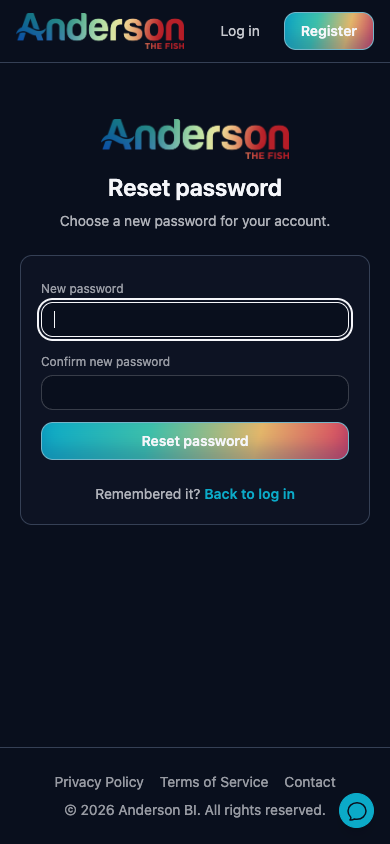 Anderson
THE FISH
Log in
Register
Anderson
THE FISH
Reset password
Choose a new password for your account.
New password
Confirm new password
Reset password
Remembered it? Back to log in
Privacy Policy Terms of Service Contact
© 2026 Anderson BI. All rights reserved.